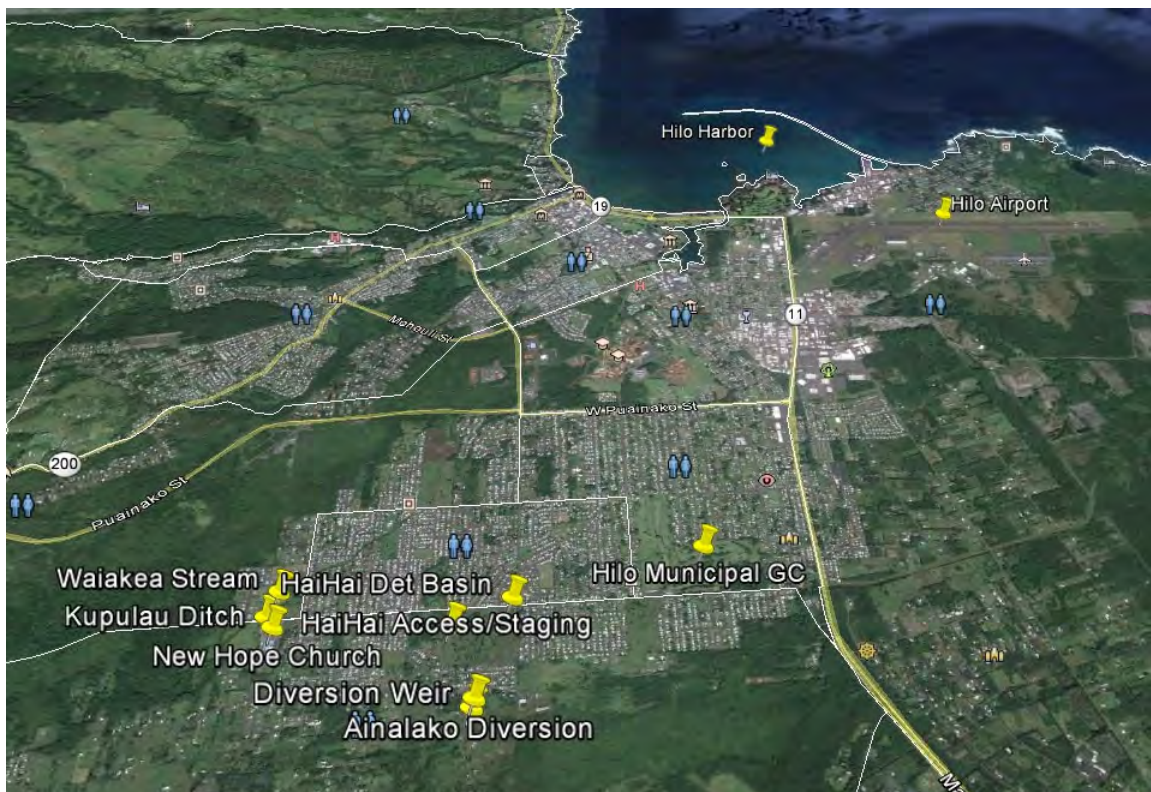 Hilo Harbor
Hilo Airport
19
11
Mohouli St
W Puainako St
200
Puainako St
Waiakea Stream
HaiHai Det Basin
Hilo Municipal GC
Kupulau Ditch
HaiHai Access/Staging
New Hope Church
Diversion Weir
Ainalako Diversion